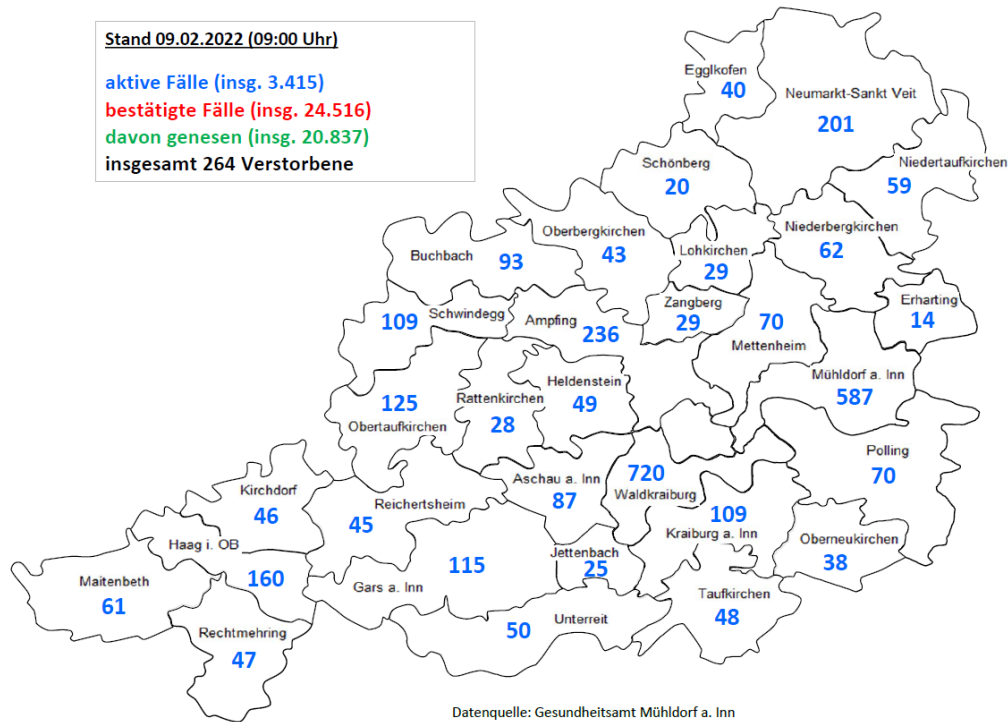 Stand 09.02.2022 (09:00 Uhr)
aktive Fälle (insg. 3.415)
bestätigte Fälle (insg. 24.516)
davon genesen (insg. 20.837)
insgesamt 264 Verstorbene
Egglkofen
40
Neumarkt-Sankt Veit
201
Schönberg
20
Niedertaufkirchen
59
Oberbergkirchen
43
Lohkirchen
29
Niederbergkirchen
62
Buchbach 93
109 Schwindegg
Ampfing 236
Zangberg
29
70
Mettenheim
Erharting
14
Mühldorf a. Inn
587
125
Obertaufkirchen
Rattenkirchen
28
Heldenstein
49
Polling
70
Kirchdorf
46
Reichertsheim
45
Aschau a. Inn
87
720
Waldkraiburg
109
Kraiburg a. Inn
Oberneukirchen
38
Haag i. OB
160
Maitenbeth
61
115
Gars a. Inn
Jettenbach
25
Taufkirchen
48
Rechtmehring
47
50 Unterreit
Datenquelle: Gesundheitsamt Mühldorf a. Inn